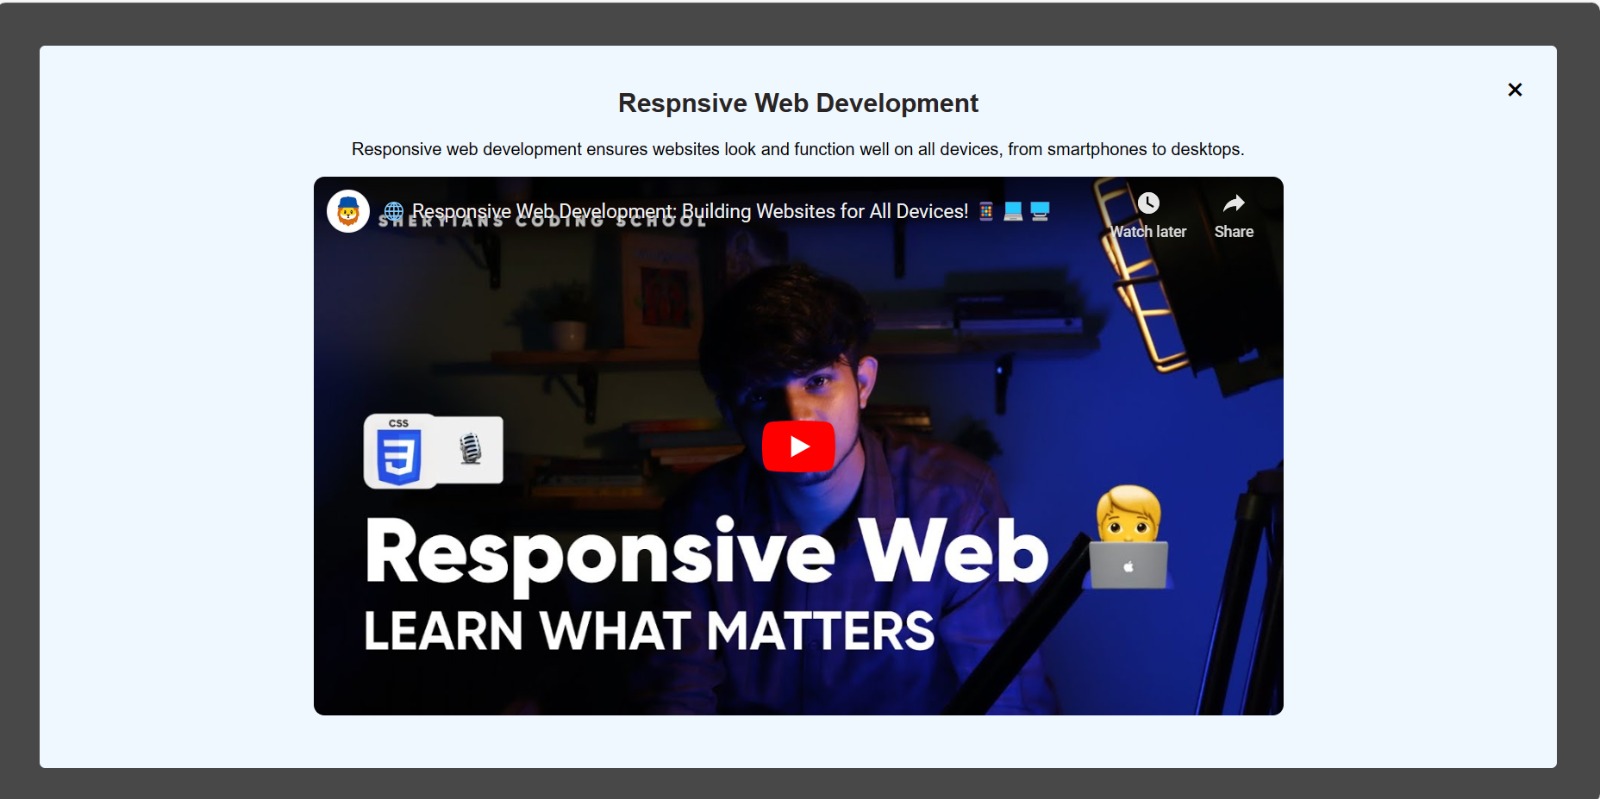 Respnsive Web Development
×
Responsive web development ensures websites look and function well on all devices, from smartphones to desktops.
🌐 Responsive Web Development: Building Websites for All Devices! 📱 💻 🖥️
SHERYIANS CODING SCHOOL
Watch later
Share
CSS
3
Responsive Web
LEARN WHAT MATTERS